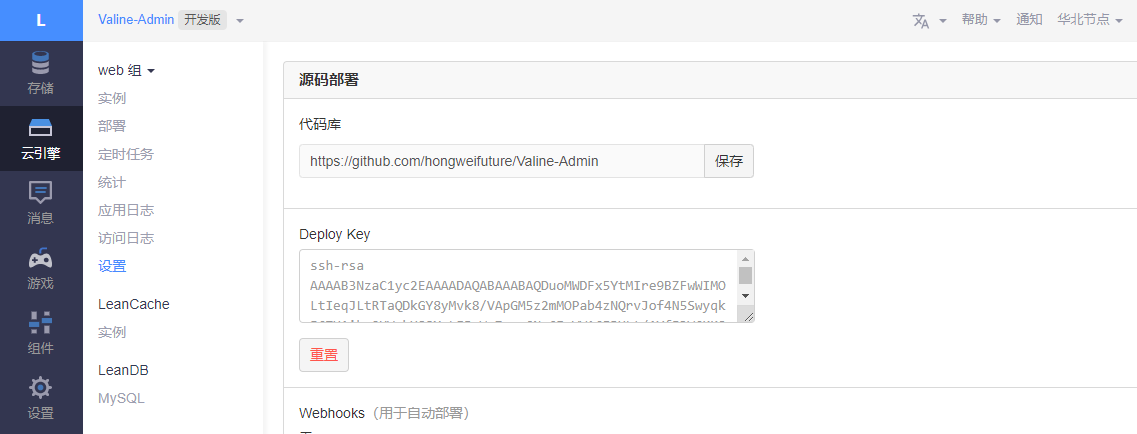 L
Valine-Admin 开发版
帮助
通知
华北节点
存储
云引擎
消息
游戏
组件
设置
web 组
实例
部署
定时任务
统计
应用日志
访问日志
设置
LeanCache
实例
LeanDB
MySQL
源码部署
代码库
https://github.com/hongweifuture/Valine-Admin
保存
Deploy Key
ssh-rsa
AAAAB3NzaC1yc2EAAAADAQABAAABAQDuoMWDFx5YtMIre9BZFwWIMO
LtIeqJLtRTaQDkGY8yMvk8/VApGM5z2mMOPab4zNQrvJof4N5Swyqk
重置
Webhooks（用于自动部署）